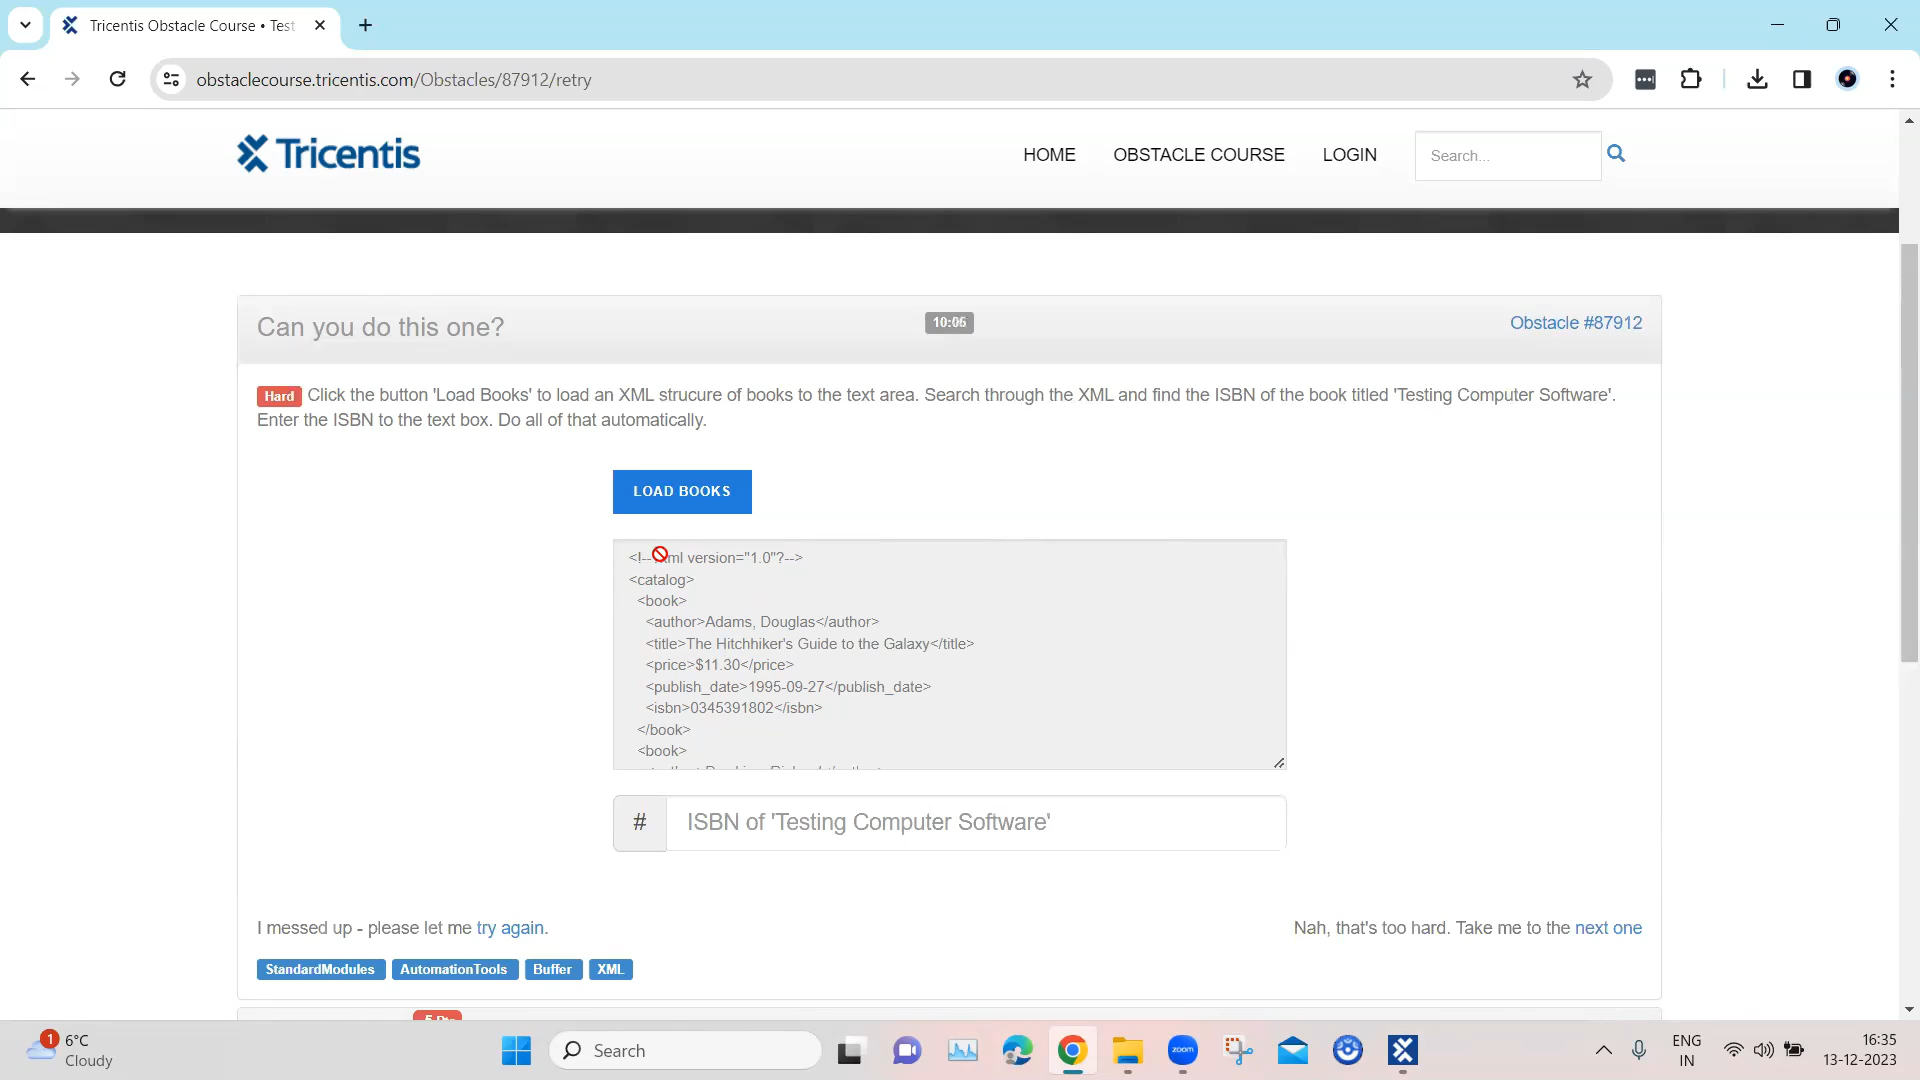 Tricentis Obstacle Course • Test
obstaclecourse.tricentis.com/Obstacles/87912/retry
Tricentis
HOME
OBSTACLE COURSE
LOGIN
Search...
Can you do this one?
10:06
Obstacle #87912
Hard Click the button 'Load Books' to load an XML strucure of books to the text area. Search through the XML and find the ISBN of the book titled 'Testing Computer Software'.
Enter the ISBN to the text box. Do all of that automatically.
LOAD BOOKS
<!-- ml version="1.0"?-->
<catalog>
<book>
<author>Adams, Douglas</author>
<title>The Hitchhiker's Guide to the Galaxy</title>
<price>$11.30</price>
<publish_date>1995-09-27</publish_date>
<isbn>0345391802</isbn>
</book>
<book>
# ISBN of 'Testing Computer Software'
I messed up - please let me try again.
Nah, that's too hard. Take me to the next one
StandardModules AutomationTools Buffer XML
1
6°C
Cloudy
Search
zoom
ENG
IN
16:35
13-12-2023